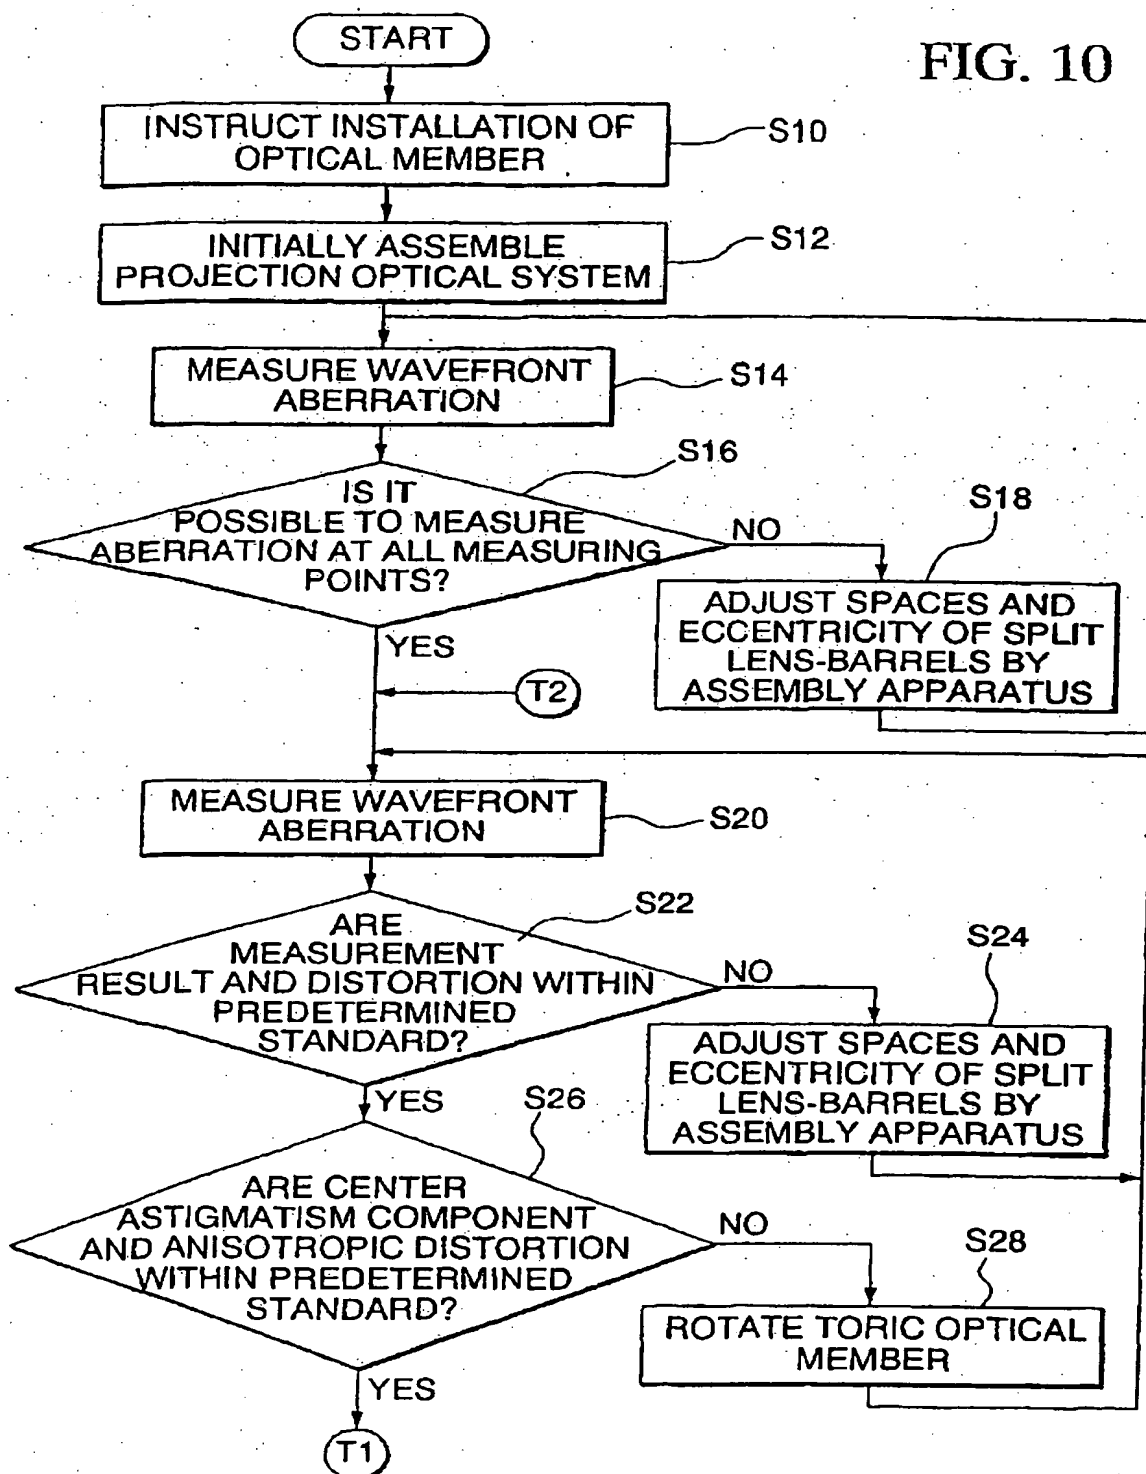 FIG. 10
START
INSTRUCT INSTALLATION OF
OPTICAL MEMBER
S10
INITIALLY ASSEMBLE
PROJECTION OPTICAL SYSTEM
S12
MEASURE WAVEFRONT
ABERRATION
S14
S16
IS IT
POSSIBLE TO MEASURE
ABERRATION AT ALL MEASURING
POINTS?
NO
S18
ADJUST SPACES AND
ECCENTRICITY OF SPLIT
LENS-BARRELS BY
ASSEMBLY APPARATUS
YES
T2
MEASURE WAVEFRONT
ABERRATION
S20
S22
ARE
MEASUREMENT
RESULT AND DISTORTION WITHIN
PREDETERMINED
STANDARD?
NO
S24
ADJUST SPACES AND
ECCENTRICITY OF SPLIT
LENS-BARRELS BY
ASSEMBLY APPARATUS
YES
S26
ARE CENTER
ASTIGMATISM COMPONENT
AND ANISOTROPIC DISTORTION
WITHIN PREDETERMINED
STANDARD?
NO
S28
ROTATE TORIC OPTICAL
MEMBER
YES
T1